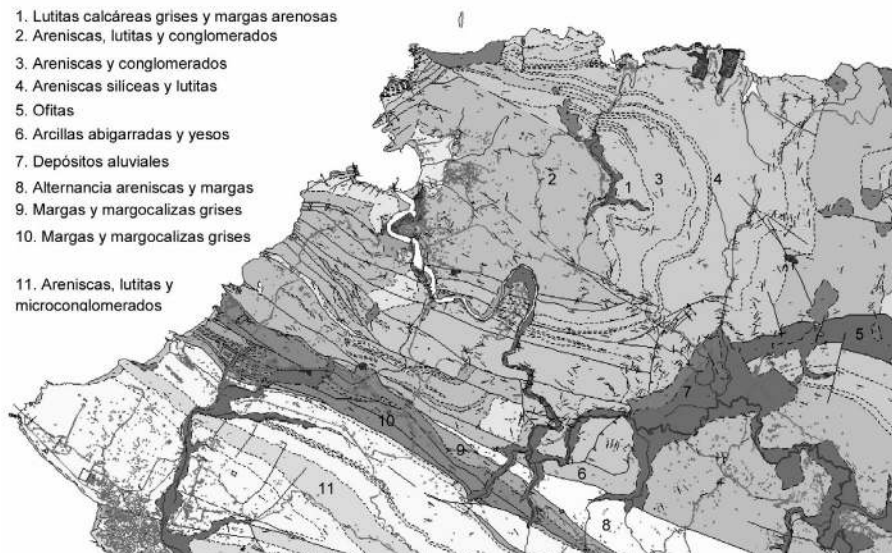 1. Lutitas calcáreas grises y margas arenosas
2. Areniscas, lutitas y conglomerados
3. Areniscas y conglomerados
4. Areniscas silíceas y lutitas
5. Ofitas
6. Arcillas abigarradas y yesos
7. Depósitos aluviales
8. Alternancia areniscas y margas
9. Margas y margocalizas grises
10. Margas y margocalizas grises
11. Areniscas, lutitas y
microconglomerados
2
1
3
4
5
7
10
9
6
11
8